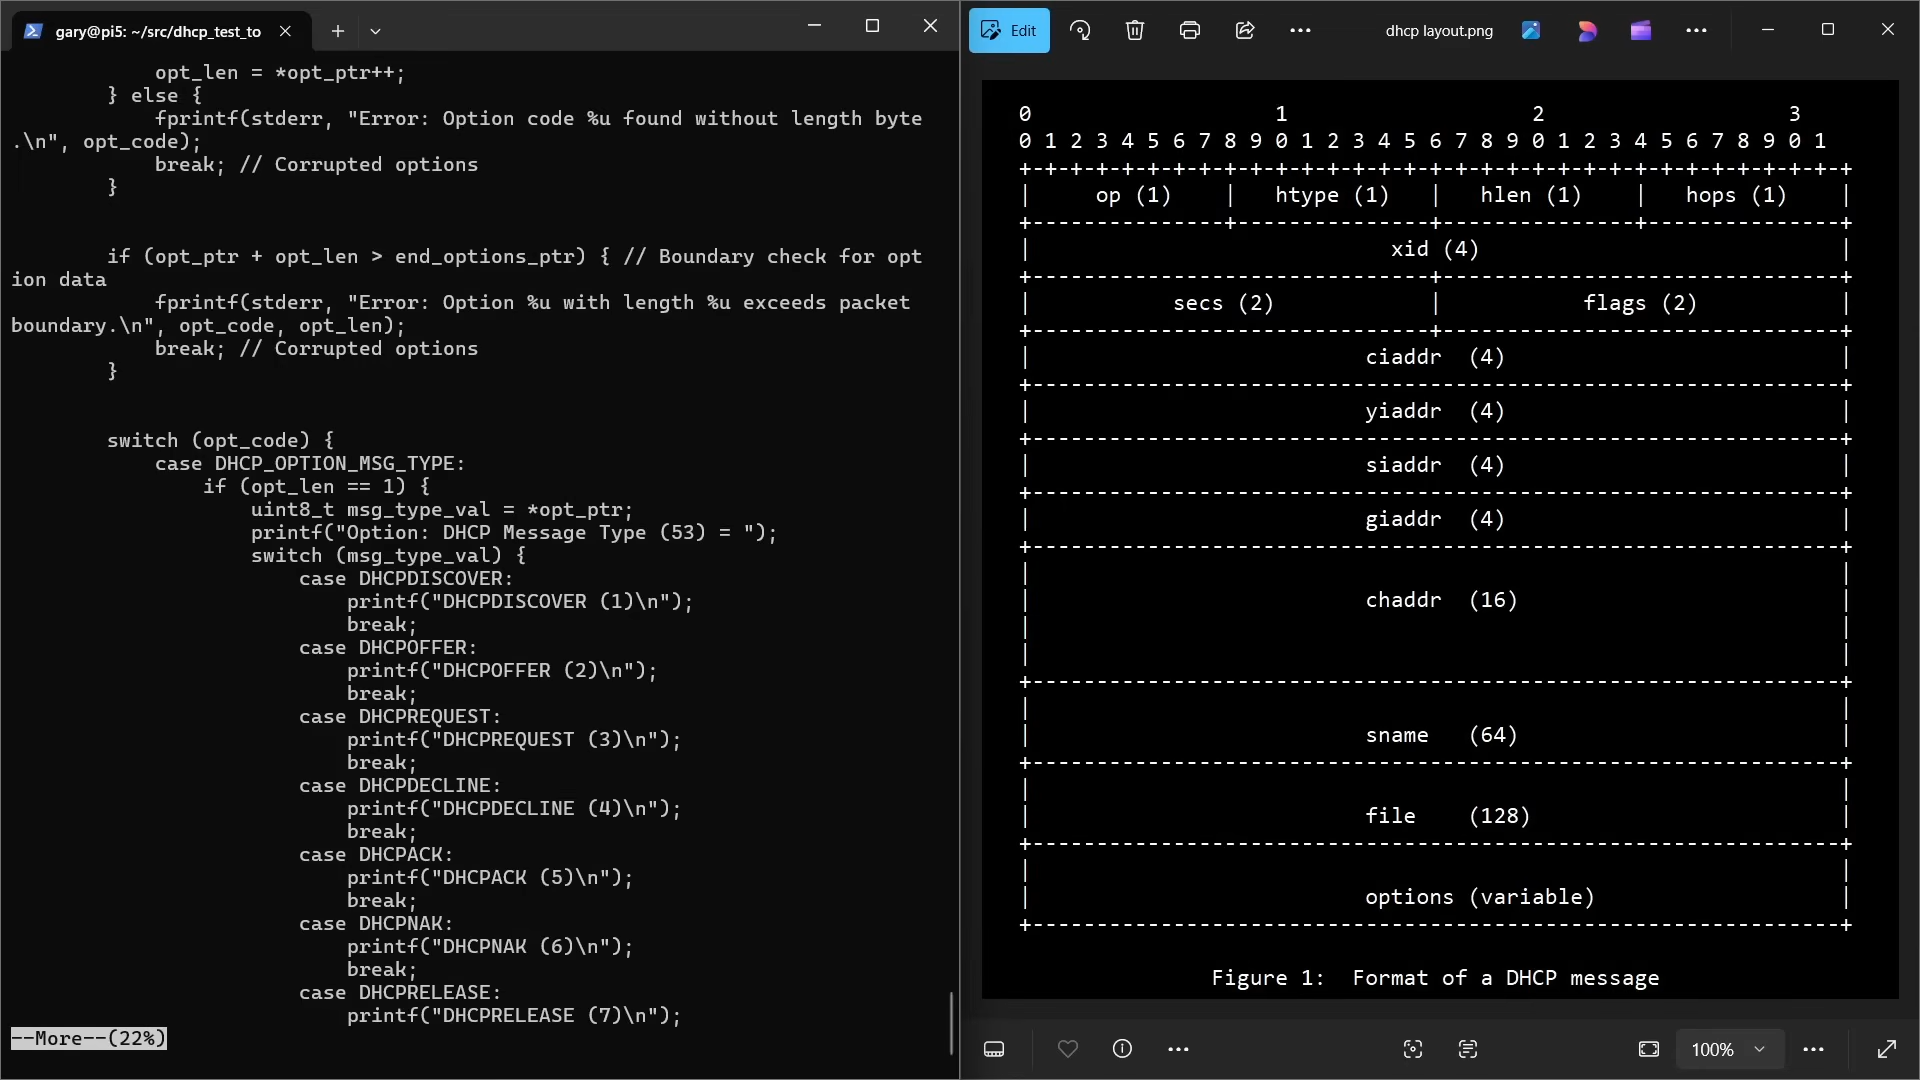 gary@pi5: ~/src/dhcp_test_to
            opt_len = *opt_ptr++;
        } else {
            fprintf(stderr, "Error: Option code %u found without length byte
.\n", opt_code);
            break; // Corrupted options
        }
        if (opt_ptr + opt_len > end_options_ptr) { // Boundary check for opt
ion data
            fprintf(stderr, "Error: Option %u with length %u exceeds packet
boundary.\n", opt_code, opt_len);
            break; // Corrupted options
        }
        switch (opt_code) {
            case DHCP_OPTION_MSG_TYPE:
                if (opt_len == 1) {
                    uint8_t msg_type_val = *opt_ptr;
                    printf("Option: DHCP Message Type (53) = ");
                    switch (msg_type_val) {
                        case DHCPDISCOVER:
                            printf("DHCPDISCOVER (1)\n");
                            break;
                        case DHCPOFFER:
                            printf("DHCPOFFER (2)\n");
                            break;
                        case DHCPREQUEST:
                            printf("DHCPREQUEST (3)\n");
                            break;
                        case DHCPDECLINE:
                            printf("DHCPDECLINE (4)\n");
                            break;
                        case DHCPACK:
                            printf("DHCPACK (5)\n");
                            break;
                        case DHCPNAK:
                            printf("DHCPNAK (6)\n");
                            break;
                        case DHCPRELEASE:
                            printf("DHCPRELEASE (7)\n");
--More--(22%)
Edit
dhcp layout.png
0                   1                   2                   3
0 1 2 3 4 5 6 7 8 9 0 1 2 3 4 5 6 7 8 9 0 1 2 3 4 5 6 7 8 9 0 1
+-+-+-+-+-+-+-+-+-+-+-+-+-+-+-+-+-+-+-+-+-+-+-+-+-+-+-+-+-+-+-+-+
|     op (1)    |   htype (1)   |   hlen (1)    |   hops (1)    |
+---------------+---------------+---------------+---------------+
|                            xid (4)                            |
+-------------------------------+-------------------------------+
|           secs (2)            |           flags (2)           |
+-------------------------------+-------------------------------+
|                          ciaddr  (4)                          |
+---------------------------------------------------------------+
|                          yiaddr  (4)                          |
+---------------------------------------------------------------+
|                          siaddr  (4)                          |
+---------------------------------------------------------------+
|                          giaddr  (4)                          |
+---------------------------------------------------------------+
|                                                               |
|                          chaddr  (16)                         |
|                                                               |
|                                                               |
+---------------------------------------------------------------+
|                                                               |
|                          sname   (64)                         |
+---------------------------------------------------------------+
|                                                               |
|                          file    (128)                        |
+---------------------------------------------------------------+
|                                                               |
|                          options (variable)                   |
+---------------------------------------------------------------+
Figure 1:  Format of a DHCP message
100%